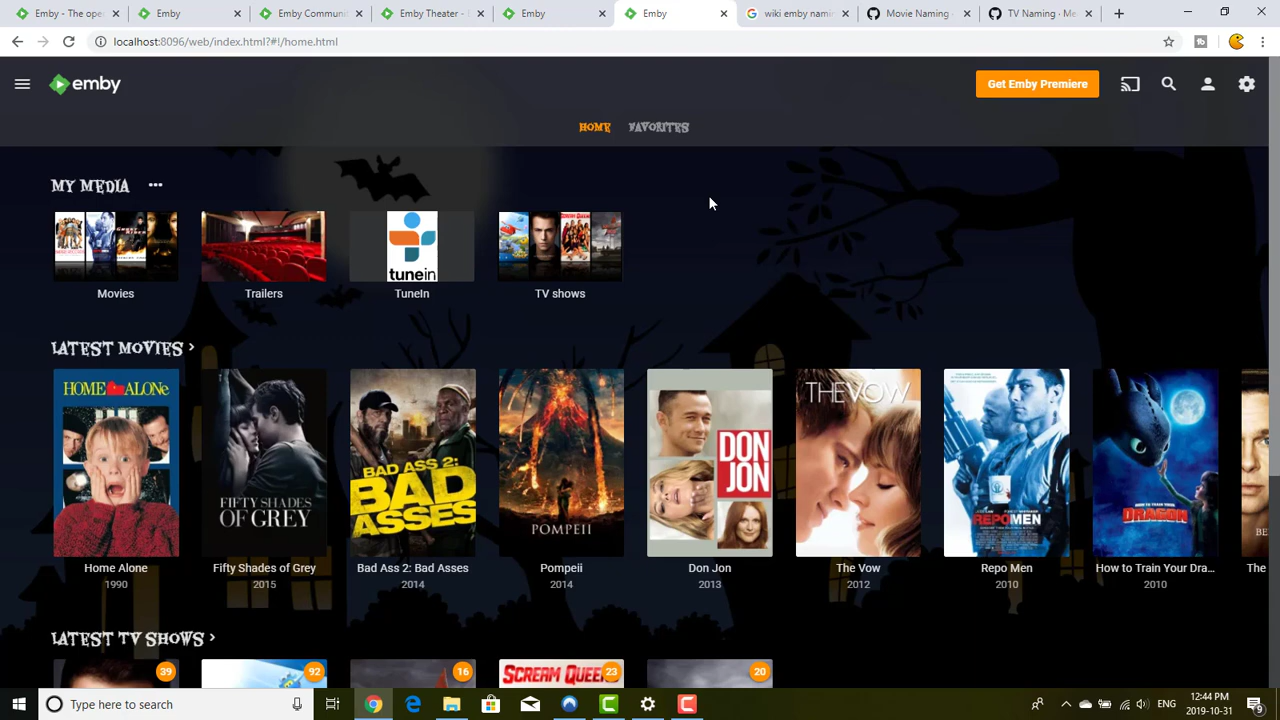 Emby
Emby
Emby Communi
Emby Theater -
Emby
Emby
wiki emby nami
Movie Naming
TV Naming · Me
localhost:8096/web/index.html?#!/home.html
emby
Get Emby Premiere
HOME FAVORITES
MY MEDIA
tunein
Movies Trailers TuneIn TV shows
LATEST MOVIES
HOME ALONe
FIFTY SHADES OF GREY
BAD ASS 2: BAD ASSES
POMPEII
DON JON
THE VOW
REPO MEN
DRAGON
BE
Home Alone Fifty Shades of Grey Bad Ass 2: Bad Asses Pompeii Don Jon The Vow Repo Men How to Train Your Dra... The
1990 2015 2014 2014 2013 2012 2010 2010
LATEST TV SHOWS
39 92 16 SCREAM QUEE 23 20
Type here to search
ENG
12:44 PM
2019-10-31
9